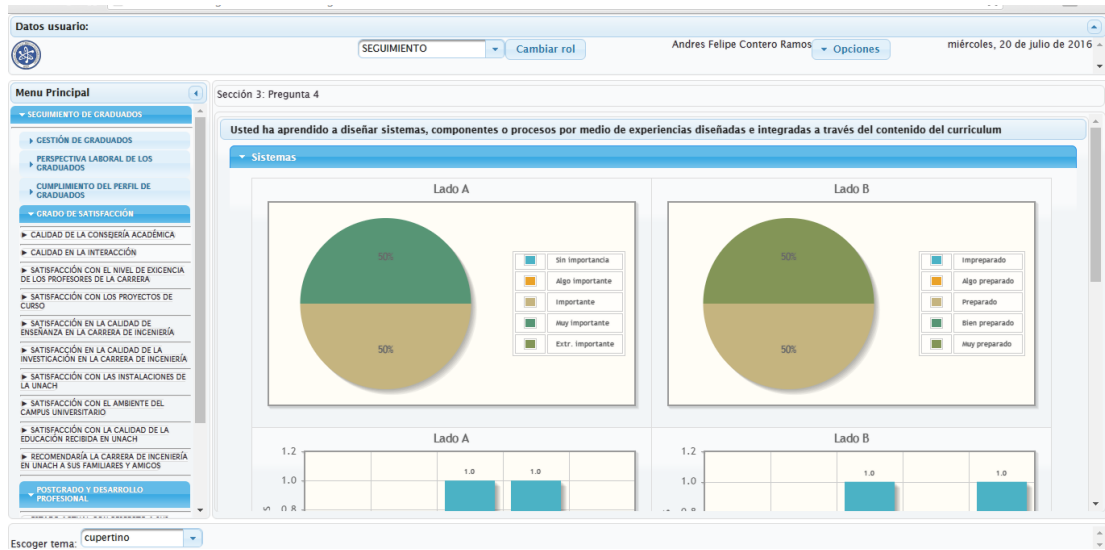 Datos usuario:
SEGUIMIENTO
Cambiar rol
Andres Felipe Contero Ramos
Opciones
miércoles, 20 de julio de 2016
Menu Principal
SEGUIMIENTO DE GRADUADOS
GESTIÓN DE GRADUADOS
PERSPECTIVA LABORAL DE LOS
GRADUADOS
CUMPLIMIENTO DEL PERFIL DE
GRADUADOS
GRADO DE SATISFACCIÓN
CALIDAD DE LA CONSEJERÍA ACADÉMICA
CALIDAD EN LA INTERACCIÓN
SATISFACCIÓN CON EL NIVEL DE EXIGENCIA
DE LOS PROFESORES DE LA CARRERA
SATISFACCIÓN CON LOS PROYECTOS DE
CURSO
SATISFACCIÓN EN LA CALIDAD DE
ENSEÑANZA EN LA CARRERA DE INGENIERÍA
SATISFACCIÓN EN LA CALIDAD DE LA
INVESTIGACIÓN EN LA CARRERA DE INGENIERÍA
SATISFACCIÓN CON LAS INSTALACIONES DE
LA UNACH
SATISFACCIÓN CON EL AMBIENTE DEL
CAMPUS UNIVERSITARIO
SATISFACCIÓN CON LA CALIDAD DE LA
EDUCACIÓN RECIBIDA EN UNACH
RECOMENDARÍA LA CARRERA DE INGENIERÍA
EN UNACH A SUS FAMILIARES Y AMIGOS
POSTGRADO Y DESARROLLO
PROFESIONAL
Sección 3: Pregunta 4
Usted ha aprendido a diseñar sistemas, componentes o procesos por medio de experiencias diseñadas e integradas a través del contenido del curriculum
Sistemas
Lado A
50%
50%
Sin importancia
Algo importante
Importante
Muy importante
Extr. importante
Lado B
50%
50%
Impreparado
Algo preparado
Preparado
Bien preparado
Muy preparado
Lado A
1.2
1.0
0.8
1.0
1.0
Lado B
1.2
1.0
0.8
1.0
1.0
Escoger tema:
cupertino